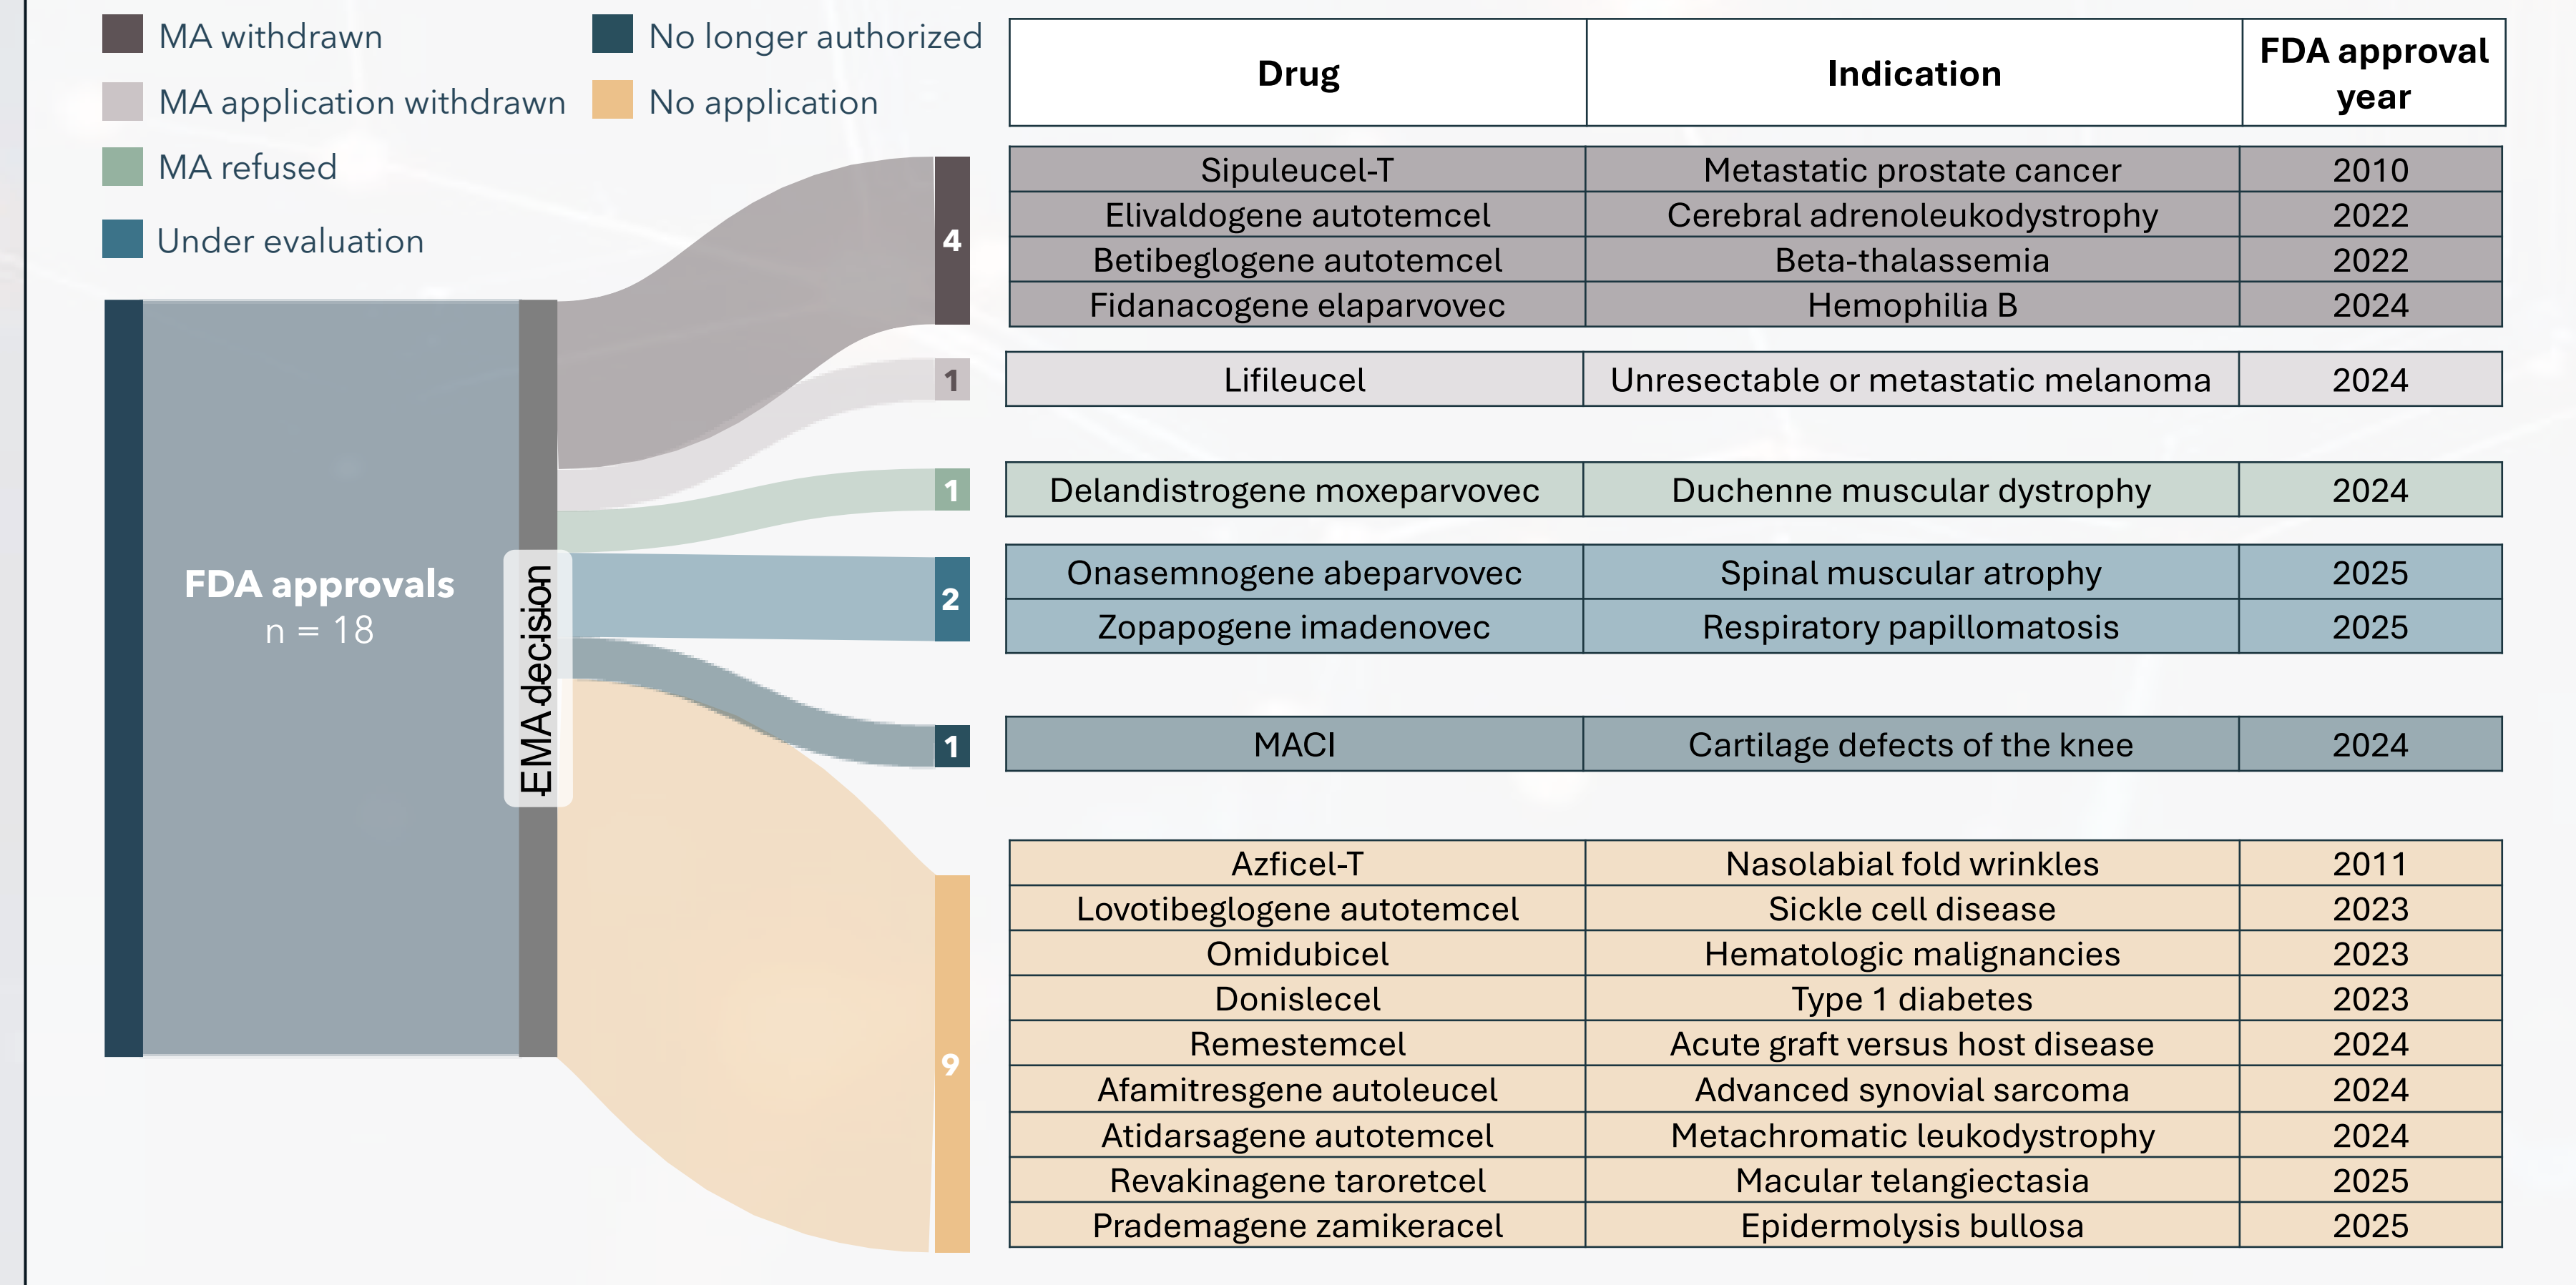 MA withdrawn
MA application withdrawn
MA refused
Under evaluation
No longer authorized
No application
FDA approvals
n = 18
EMA decision
4
1
1
2
1
9
Drug Indication FDA approval year
Sipuleucel-T Metastatic prostate cancer 2010
Elivaldogene autotemcel Cerebral adrenoleukodystrophy 2022
Betibeglogene autotemcel Beta-thalassemia 2022
Fidanacogene elaparvovec Hemophilia B 2024
Lifileucel Unresectable or metastatic melanoma 2024
Delandistrogene moxeparvovec Duchenne muscular dystrophy 2024
Onasemnogene abeparvovec Spinal muscular atrophy 2025
Zopapogene imadenovec Respiratory papillomatosis 2025
MACI Cartilage defects of the knee 2024
Azficel-T Nasolabial fold wrinkles 2011
Lovotibeglogene autotemcel Sickle cell disease 2023
Omidubicel Hematologic malignancies 2023
Donislecel Type 1 diabetes 2023
Remestemcel Acute graft versus host disease 2024
Afamitresgene autoleucel Advanced synovial sarcoma 2024
Atidarsagene autotemcel Metachromatic leukodystrophy 2024
Revakinagene taroretcel Macular telangiectasia 2025
Prademagene zamikeracel Epidermolysis bullosa 2025